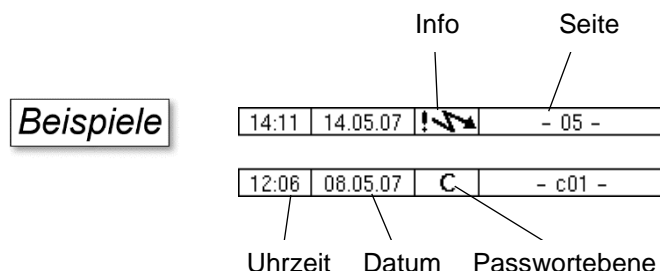 Info Seite
Beispiele
14:11 14.05.07 ! - 05 -
12:06 08.05.07 C - c01 -
Uhrzeit Datum Passwortebene